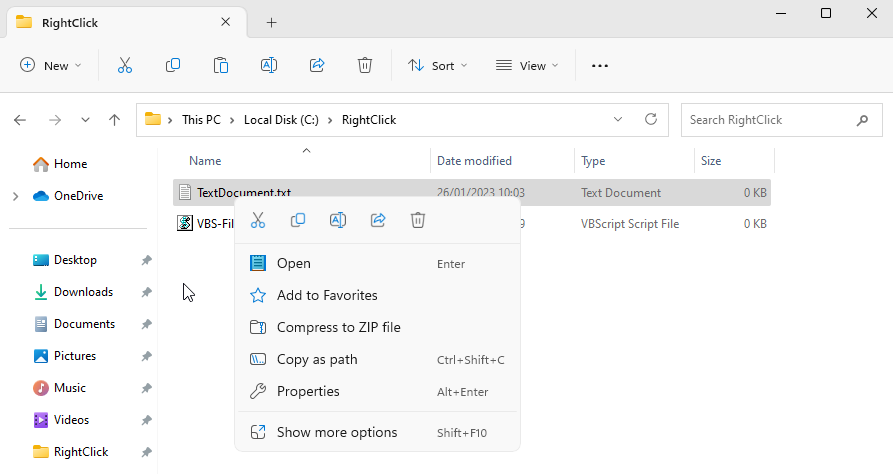 RightClick
New
Sort
View
This PC
Local Disk (C:)
RightClick
Search RightClick
Home
OneDrive
Desktop
Downloads
Documents
Pictures
Music
Videos
RightClick
Name Date modified Type Size
TextDocument.txt 26/01/2023 10:03 Text Document 0 KB
VBS-Fil 9 VBScript Script File 0 KB
Open Enter
Add to Favorites
Compress to ZIP file
Copy as path Ctrl+Shift+C
Properties Alt+Enter
Show more options Shift+F10